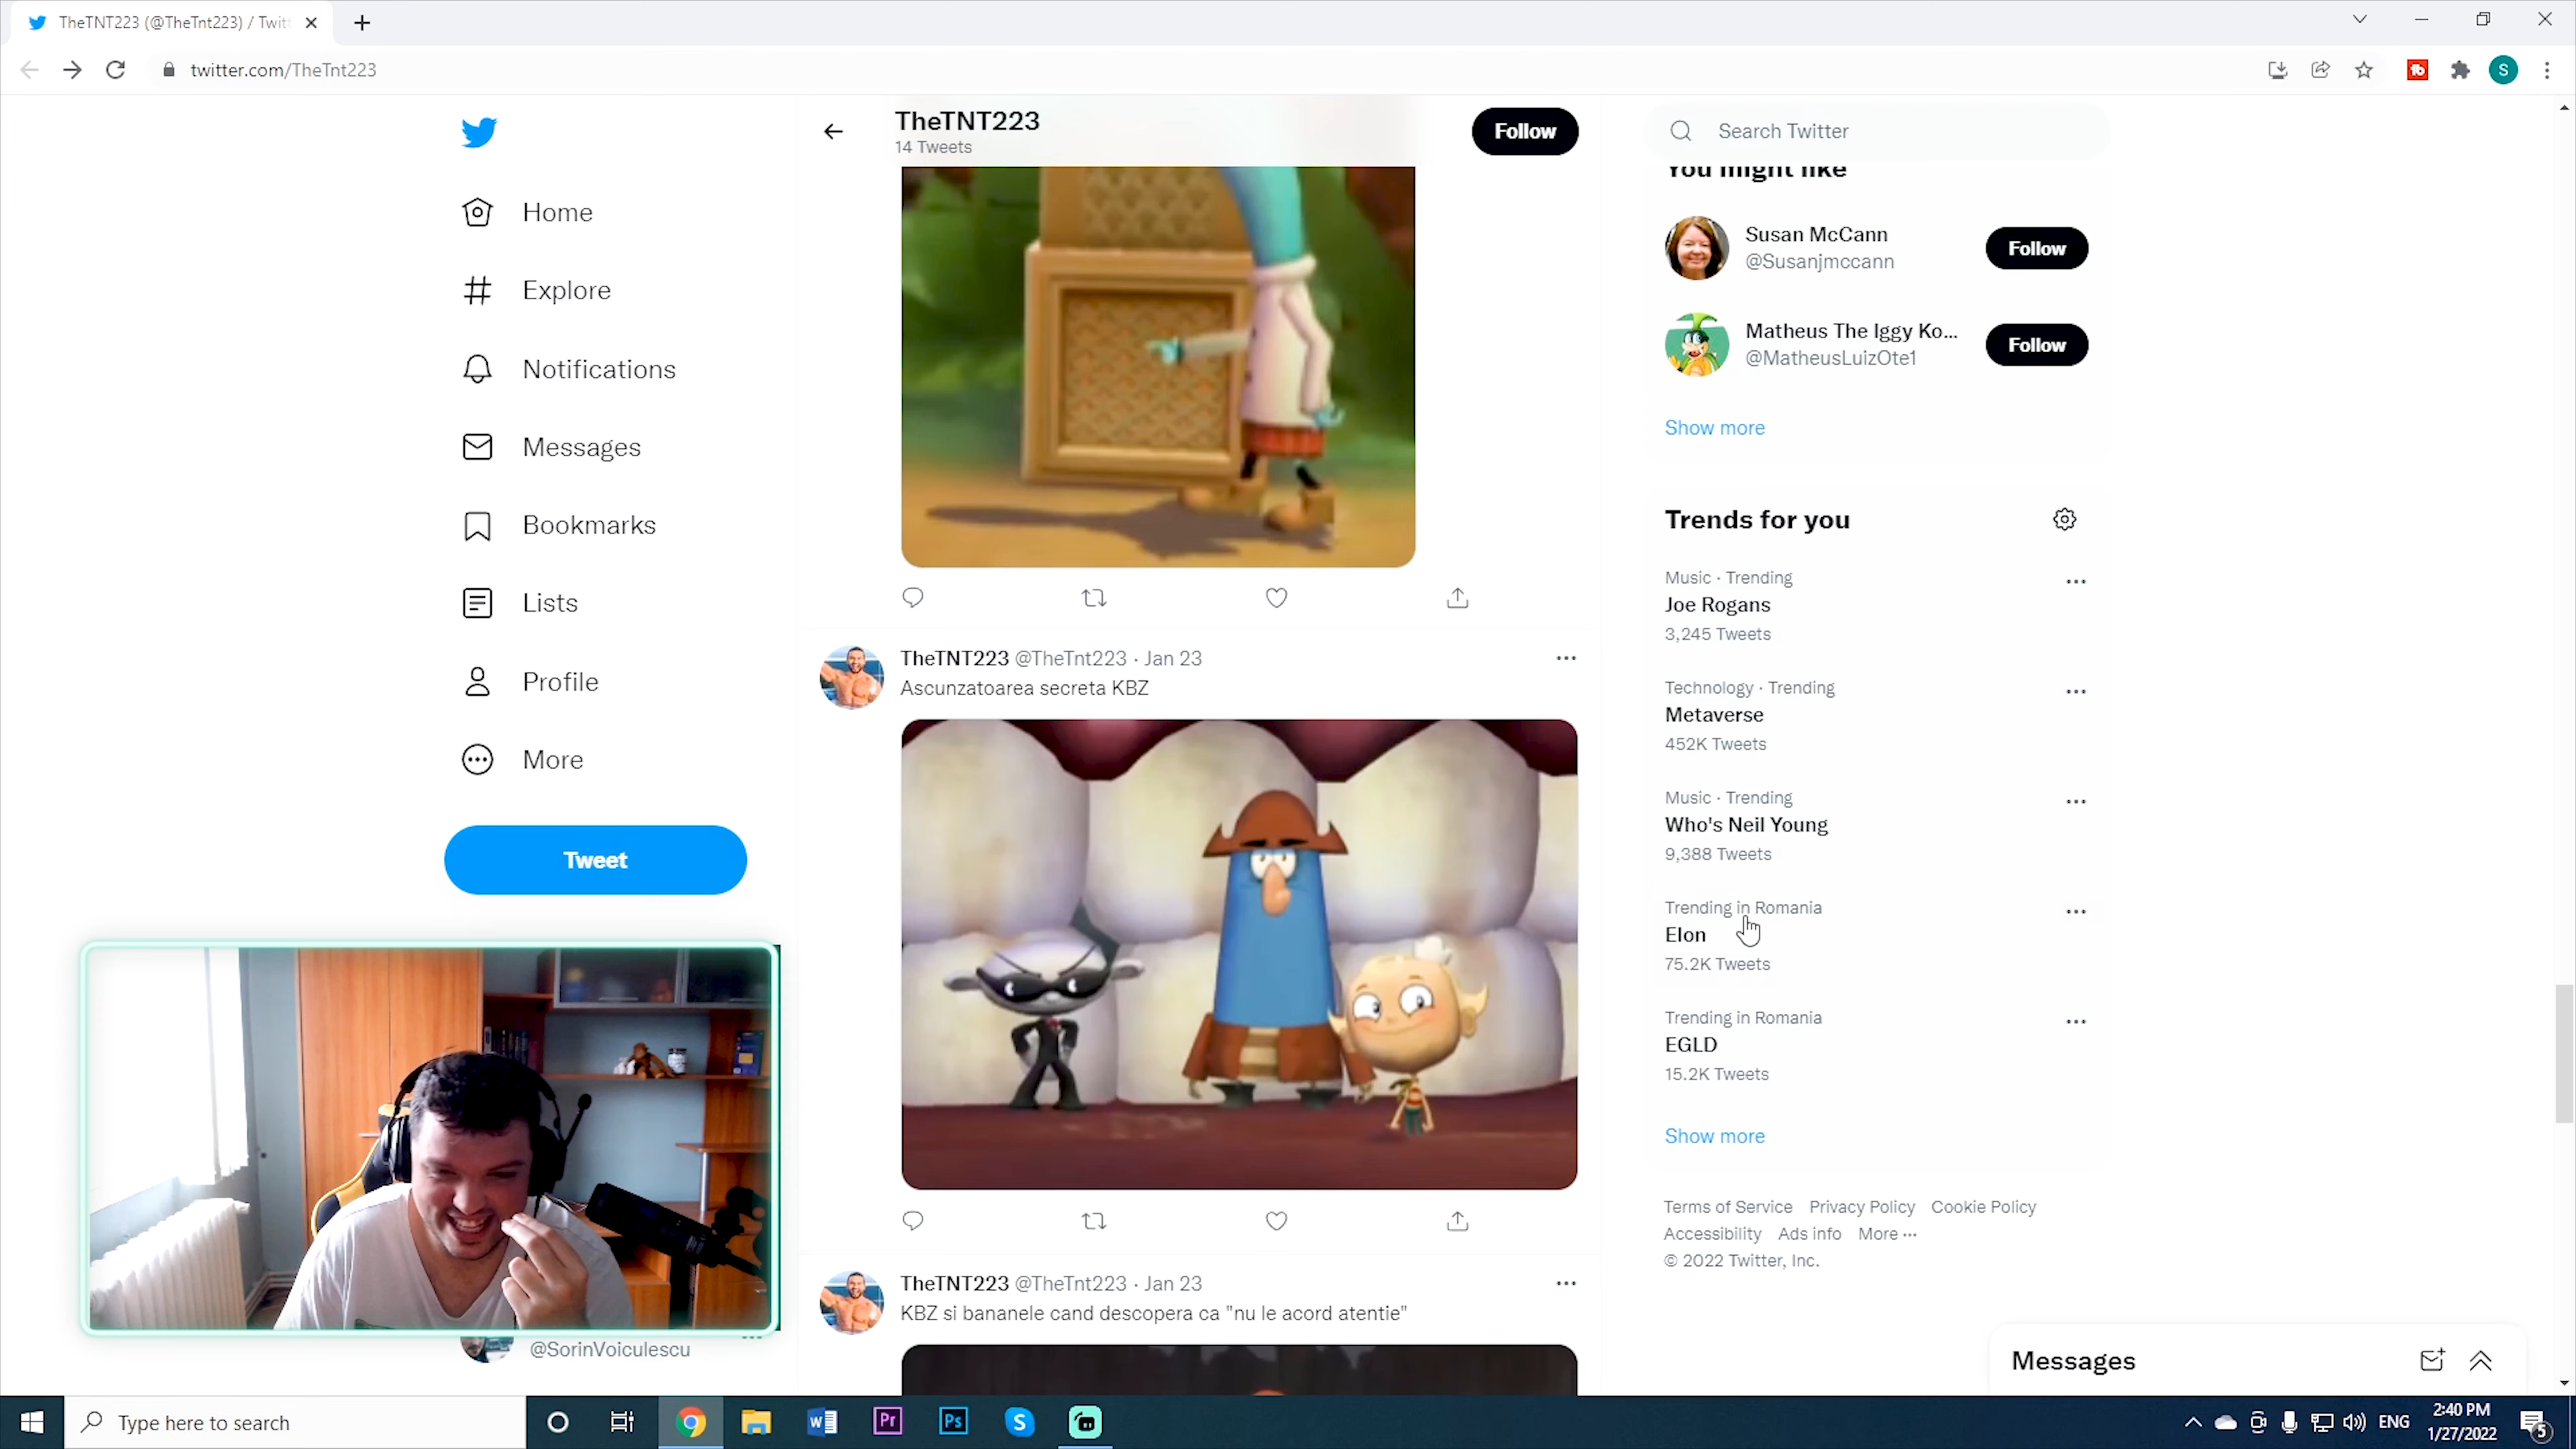 TheTNT223 (@TheTnt223) / Twitt
twitter.com/TheTnt223
S
TheTNT223
14 Tweets
Follow
Search Twitter
Home
Explore
Notifications
Messages
Bookmarks
Lists
Profile
More
Tweet
@SorinVoiculescu
TheTNT223 @TheTnt223 · Jan 23
Ascunzatoarea secreta KBZ
TheTNT223 @TheTnt223 · Jan 23
KBZ si bananele cand descopera ca "nu le acord atentie"
You might like
Susan McCann
@Susanjmccann
Follow
Matheus The Iggy Ko...
@MatheusLuizOte1
Follow
Show more
Trends for you
Music · Trending
Joe Rogans
3,245 Tweets
Technology · Trending
Metaverse
452K Tweets
Music · Trending
Who's Neil Young
9,388 Tweets
Trending in Romania
Elon
75.2K Tweets
Trending in Romania
EGLD
15.2K Tweets
Show more
Terms of Service Privacy Policy Cookie Policy
Accessibility Ads info More ···
© 2022 Twitter, Inc.
Messages
Type here to search
Pr
Ps
ENG
2:40 PM
1/27/2022
5